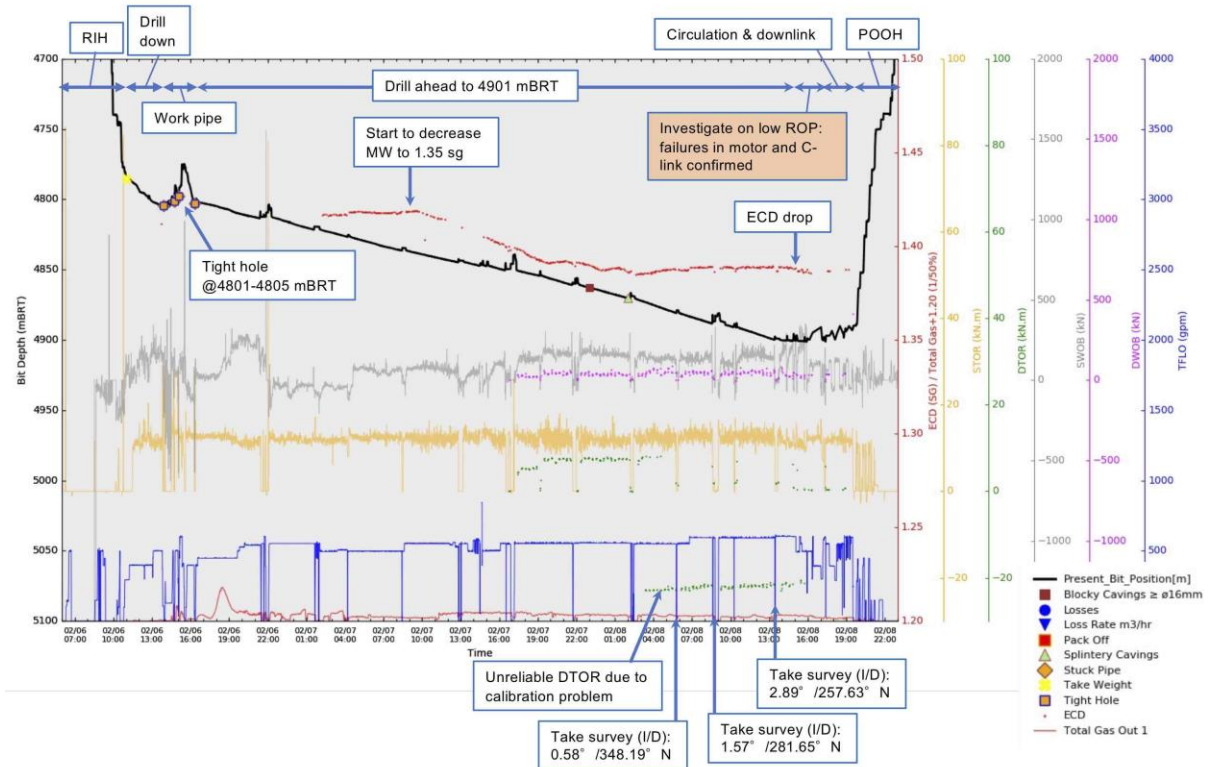 RIH
Drill
down
Circulation & downlink
POOH
Drill ahead to 4901 mBRT
Work pipe
Start to decrease
MW to 1.35 sg
Investigate on low ROP:
failures in motor and C-
link confirmed
ECD drop
Tight hole
@4801-4805 mBRT
4700
4750
4800
4850
4900
4950
5000
5050
5100
Bit Depth (mBRT)
1.50
1.45
1.40
1.35
1.30
1.25
1.20
ECD (SG) / Total Gas+1.20 (1/50%)
100
80
60
40
20
0
−20
STOR (kN.m)
100
80
60
40
20
0
−20
DTOR (kN.m)
2000
1500
1000
500
0
−500
−1000
SWOB (kN)
2000
1500
1000
500
0
−500
−1000
DWOB (kN)
4000
3500
3000
2500
2000
1500
1000
500
TFLO (gpm)
02/06 02/06 02/06 02/06 02/06 02/06 02/07 02/07 02/07 02/07 02/07 02/07 02/07 02/07 02/08 02/08 02/08 02/08 02/08 02/08 02/08 02/08
07:00 10:00 13:00 16:00 19:00 22:00 01:00 04:00 07:00 10:00 13:00 16:00 19:00 22:00 01:00 04:00 07:00 10:00 13:00 16:00 19:00 22:00
Time
Unreliable DTOR due to
calibration problem
Take survey (I/D):
0.58° /348.19° N
Take survey (I/D):
1.57° /281.65° N
Take survey (I/D):
2.89° /257.63° N
Present_Bit_Position[m]
Blocky Cavings ≥ ø16mm
Losses
Loss Rate m3/hr
Pack Off
Splintery Cavings
Stuck Pipe
Take Weight
Tight Hole
ECD
Total Gas Out 1